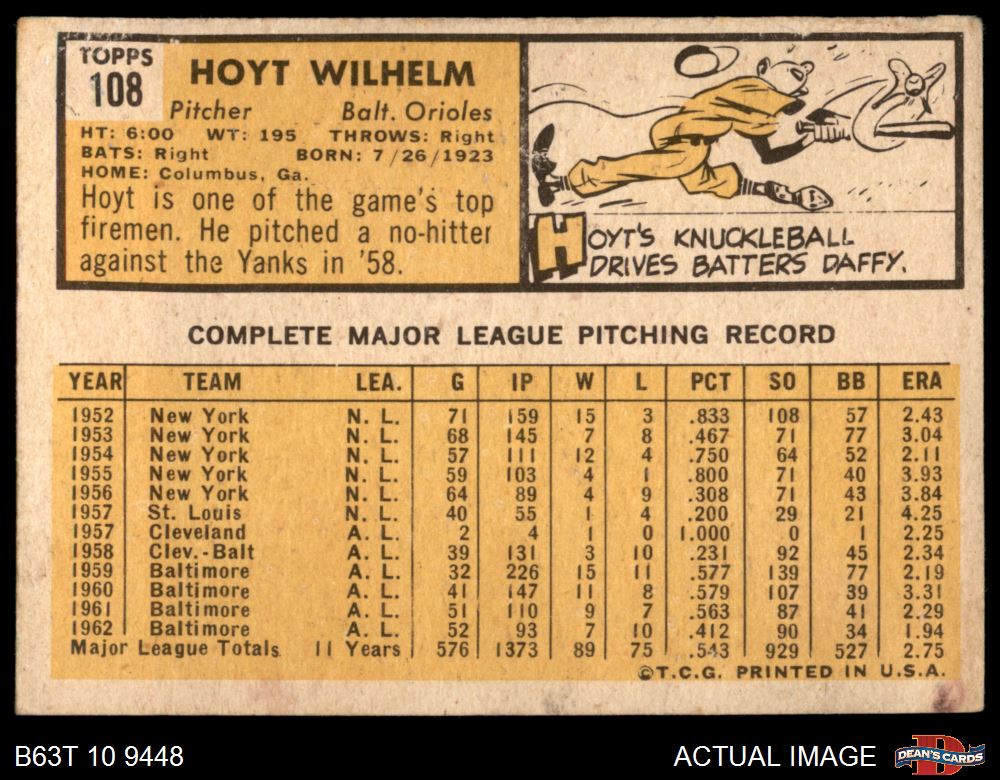 TOPPS
108
HOYT WILHELM
Pitcher Balt. Orioles
HT: 6:00 WT: 195 THROWS: Right
BATS: Right BORN: 7/26/1923
HOME: Columbus, Ga.
Hoyt is one of the game's top
firemen. He pitched a no-hitter
against the Yanks in '58.
HOYT'S KNUCKLEBALL
DRIVES BATTERS DAFFY.
COMPLETE MAJOR LEAGUE PITCHING RECORD
YEAR TEAM LEA. G IP W L PCT SO BB ERA
1952 New York N. L. 71 159 15 3 .833 108 57 2.43
1953 New York N. L. 68 145 7 8 .467 71 77 3.04
1954 New York N. L. 57 111 12 4 .750 64 52 2.11
1955 New York N. L. 59 103 4 1 .800 71 40 3.93
1956 New York N. L. 64 89 4 9 .308 71 43 3.84
1957 St. Louis N. L. 40 55 1 4 .200 29 21 4.25
1957 Cleveland A. L. 2 4 1 0 1.000 0 1 2.25
1958 Clev.-Balt A. L. 39 131 3 10 .231 92 45 2.34
1959 Baltimore A. L. 32 226 15 11 .577 139 77 2.19
1960 Baltimore A. L. 41 147 11 8 .579 107 39 3.31
1961 Baltimore A. L. 51 110 9 7 .563 87 41 2.29
1962 Baltimore A. L. 52 93 7 10 .412 90 34 1.94
Major League Totals 11 Years 576 1373 89 75 .543 929 527 2.75
©T.C.G. PRINTED IN U.S.A.
B63T 10 9448 ACTUAL IMAGE DEAN'S CARDS